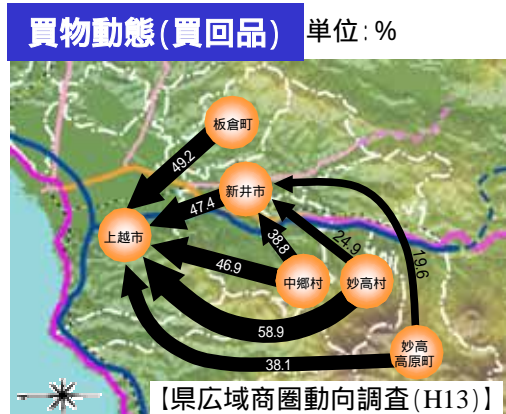 買物動態(買回品) 単位:%
板倉町
49.2
新井市
47.4
上越市
38.8
24.9
19.6
46.9
中郷村
妙高村
58.9
妙高
高原町
38.1
【県広域商圏動向調査(H13)】